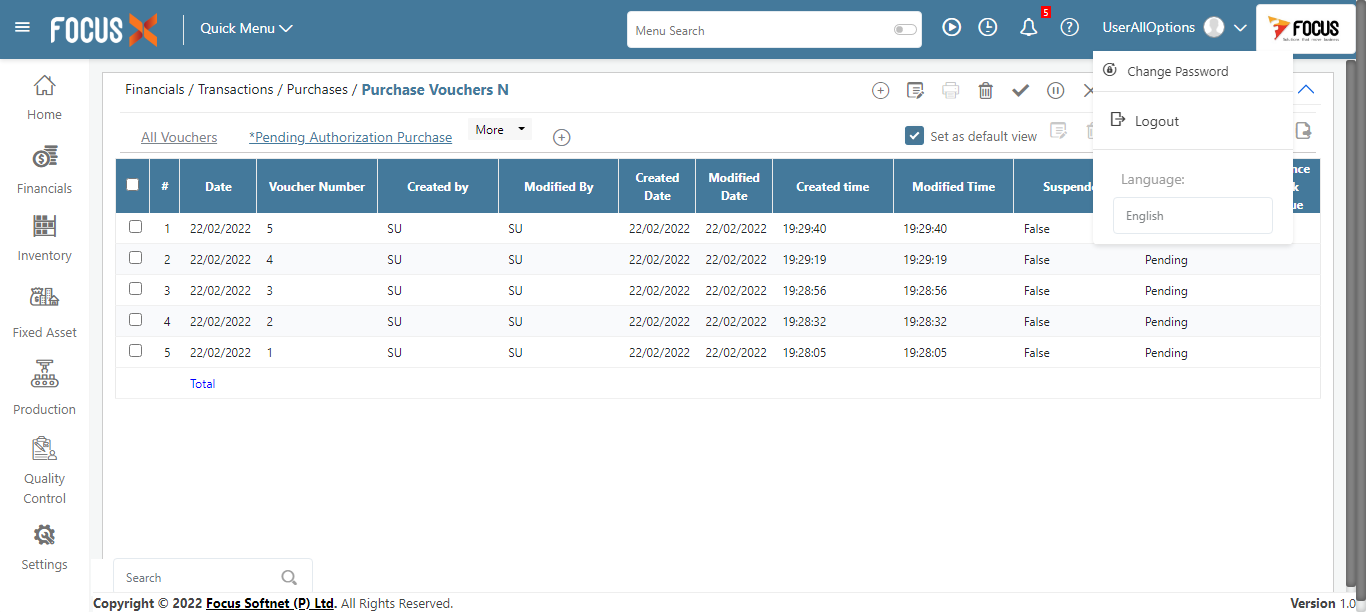 FOCUS X
Quick Menu
Menu Search
5
UserAllOptions
FOCUS
Change Password
Logout
Language:
English
Home
Financials
Inventory
Fixed Asset
Production
Quality
Control
Settings
Financials / Transactions / Purchases / Purchase Vouchers N
All Vouchers
*Pending Authorization Purchase
More
Set as default view
# Date Voucher Number Created by Modified By Created Date Modified Date Created time Modified Time Suspende nce k ue
1 22/02/2022 5 SU SU 22/02/2022 22/02/2022 19:29:40 19:29:40 False
2 22/02/2022 4 SU SU 22/02/2022 22/02/2022 19:29:19 19:29:19 False Pending
3 22/02/2022 3 SU SU 22/02/2022 22/02/2022 19:28:56 19:28:56 False Pending
4 22/02/2022 2 SU SU 22/02/2022 22/02/2022 19:28:32 19:28:32 False Pending
5 22/02/2022 1 SU SU 22/02/2022 22/02/2022 19:28:05 19:28:05 False Pending
Total
Search
Copyright © 2022 Focus Softnet (P) Ltd. All Rights Reserved.
Version 1.0